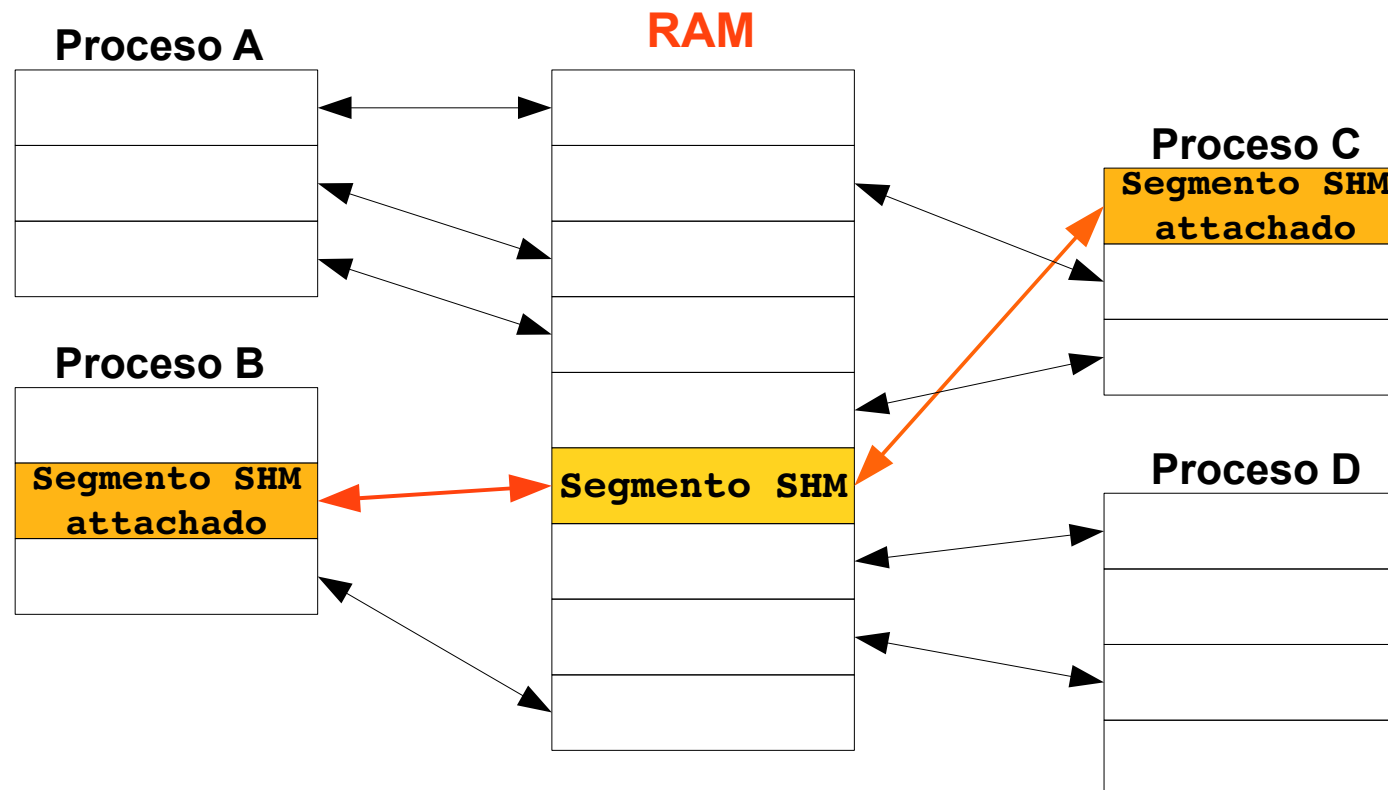 RAM
Proceso A
Proceso C
Segmento SHM
attachado
Proceso B
Segmento SHM
attachado
Segmento SHM
Proceso D